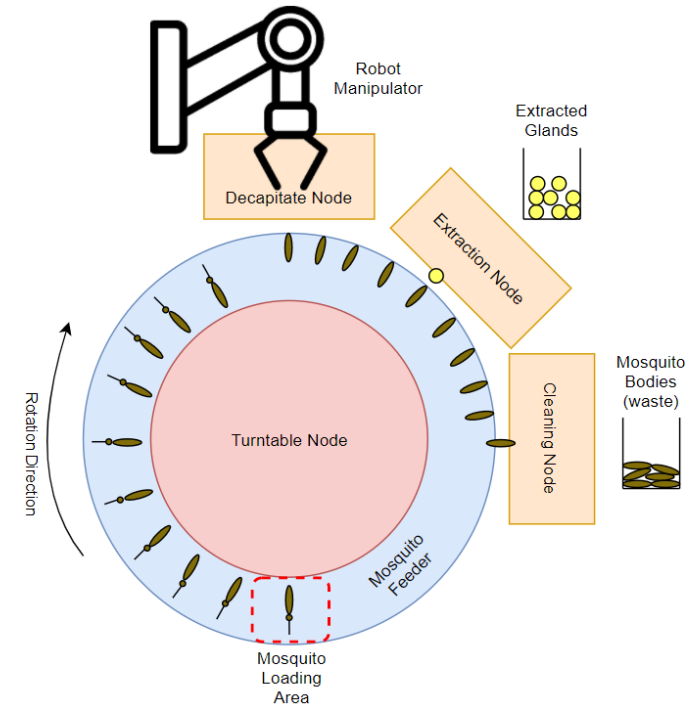 Robot
Manipulator
Extracted
Glands
Decapitate Node
Extraction Node
Mosquito
Bodies
(waste)
Cleaning Node
Rotation Direction
Turntable Node
Mosquito
Feeder
Mosquito
Loading
Area